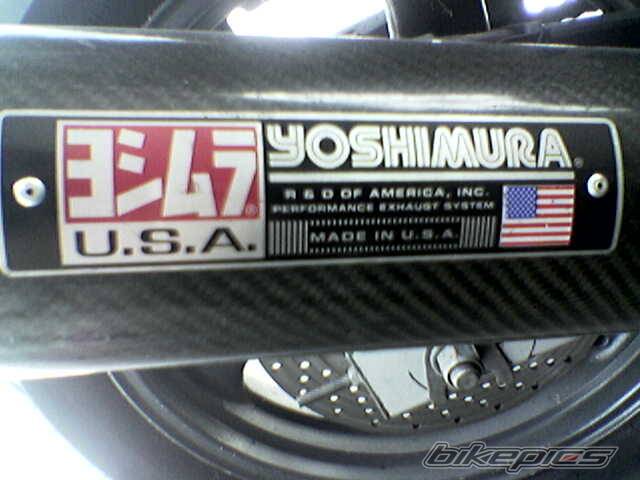 ヨシムラ®
U.S.A.
YOSHIMURA®
R & D OF AMERICA, INC.
PERFORMANCE EXHAUST SYSTEM
MADE IN U.S.A.
bikepics